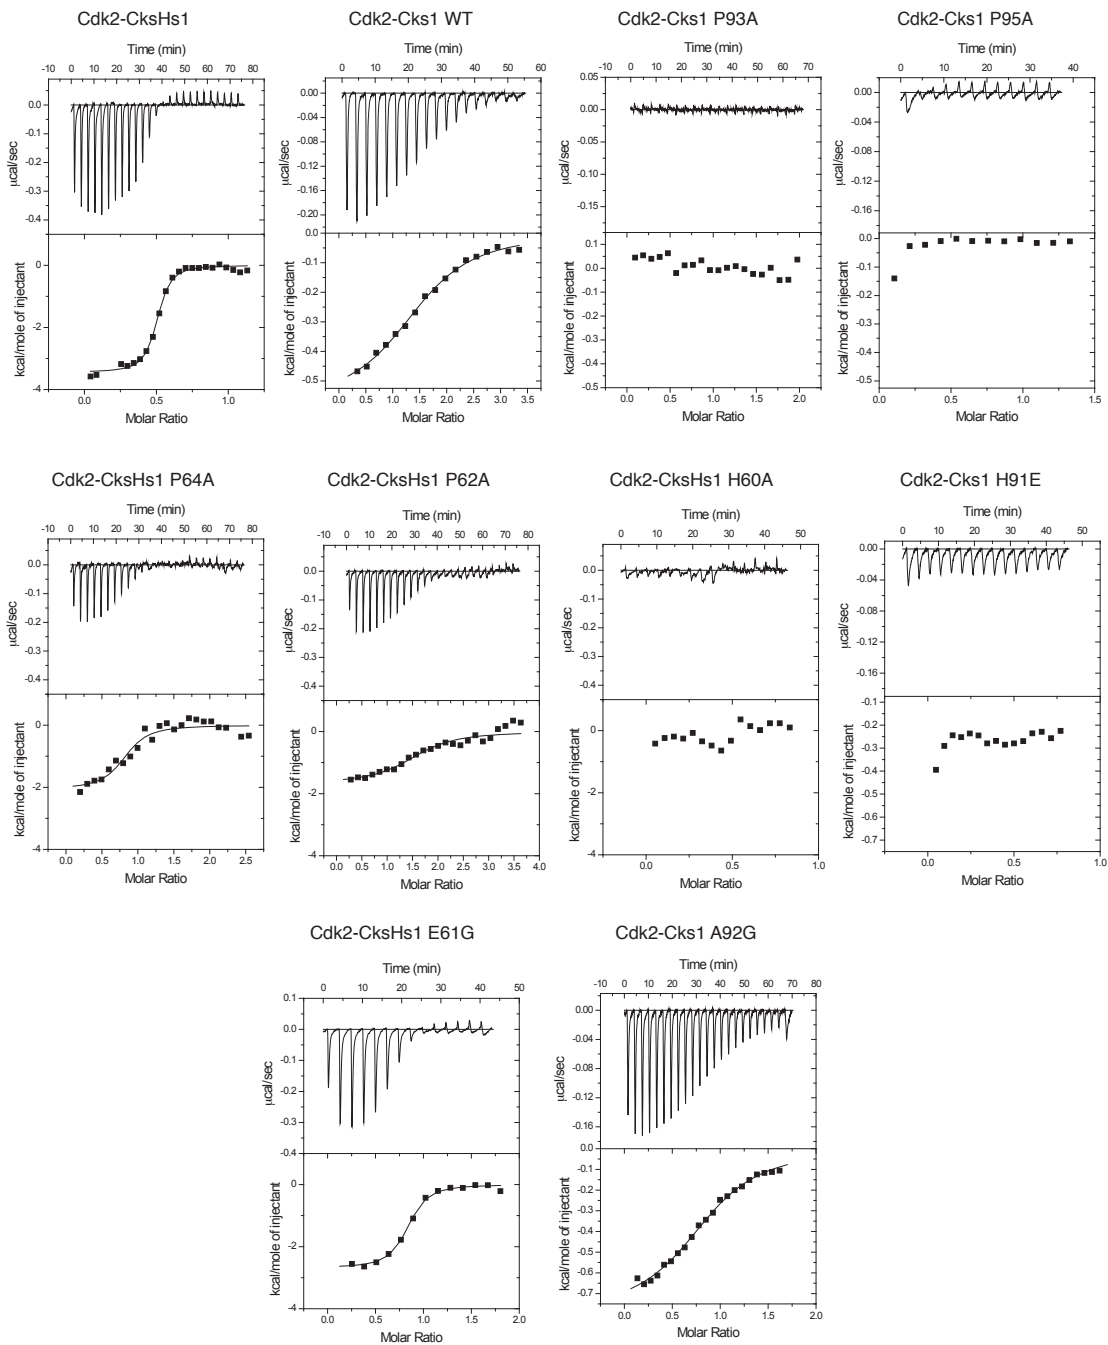 Cdk2-CksHs1
Time (min)
-10 0 10 20 30 40 50 60 70 80
0.0
-0.1
-0.2
-0.3
-0.4
µcal/sec
0
-2
-4
kcal/mole of injectant
0.0 0.5 1.0
Molar Ratio
Cdk2-Cks1 WT
Time (min)
0 10 20 30 40 50 60
0.00
-0.04
-0.08
-0.12
-0.16
-0.20
µcal/sec
0.0
-0.1
-0.2
-0.3
-0.4
-0.5
kcal/mole of injectant
0.0 0.5 1.0 1.5 2.0 2.5 3.0 3.5
Molar Ratio
Cdk2-Cks1 P93A
Time (min)
-10 0 10 20 30 40 50 60 70
0.05
0.00
-0.05
-0.10
-0.15
µcal/sec
0.1
0.0
-0.1
-0.2
-0.3
-0.4
-0.5
kcal/mole of injectant
0.0 0.5 1.0 1.5 2.0
Molar Ratio
Cdk2-Cks1 P95A
Time (min)
0 10 20 30 40
0.00
-0.04
-0.08
-0.12
-0.16
µcal/sec
0.0
-0.1
-0.2
-0.3
-0.4
-0.5
kcal/mole of injectant
0.0 0.5 1.0 1.5
Molar Ratio
Cdk2-CksHs1 P64A
Time (min)
-10 0 10 20 30 40 50 60 70 80
0.0
-0.1
-0.2
-0.3
-0.4
µcal/sec
0
-2
-4
kcal/mole of injectant
0.0 0.5 1.0 1.5 2.0 2.5
Molar Ratio
Cdk2-CksHs1 P62A
Time (min)
-10 0 10 20 30 40 50 60 70 80
0.0
-0.1
-0.2
-0.3
-0.4
µcal/sec
0
-2
-4
kcal/mole of injectant
0.0 0.5 1.0 1.5 2.0 2.5 3.0 3.5 4.0
Molar Ratio
Cdk2-CksHs1 H60A
Time (min)
0 10 20 30 40 50
0.0
-0.1
-0.2
-0.3
-0.4
µcal/sec
0
-2
-4
kcal/mole of injectant
0.0 0.5 1.0
Molar Ratio
Cdk2-Cks1 H91E
Time (min)
0 10 20 30 40 50
0.00
-0.04
-0.08
-0.12
-0.16
µcal/sec
-0.1
-0.2
-0.3
-0.4
-0.5
-0.6
-0.7
kcal/mole of injectant
0.0 0.5 1.0
Molar Ratio
Cdk2-CksHs1 E61G
Time (min)
0 10 20 30 40 50
0.1
0.0
-0.1
-0.2
-0.3
-0.4
µcal/sec
0
-2
-4
kcal/mole of injectant
0.0 0.5 1.0 1.5 2.0
Molar Ratio
Cdk2-Cks1 A92G
Time (min)
-10 0 10 20 30 40 50 60 70 80
0.00
-0.04
-0.08
-0.12
-0.16
µcal/sec
0.0
-0.1
-0.2
-0.3
-0.4
-0.5
-0.6
-0.7
kcal/mole of injectant
0.0 0.5 1.0 1.5 2.0
Molar Ratio